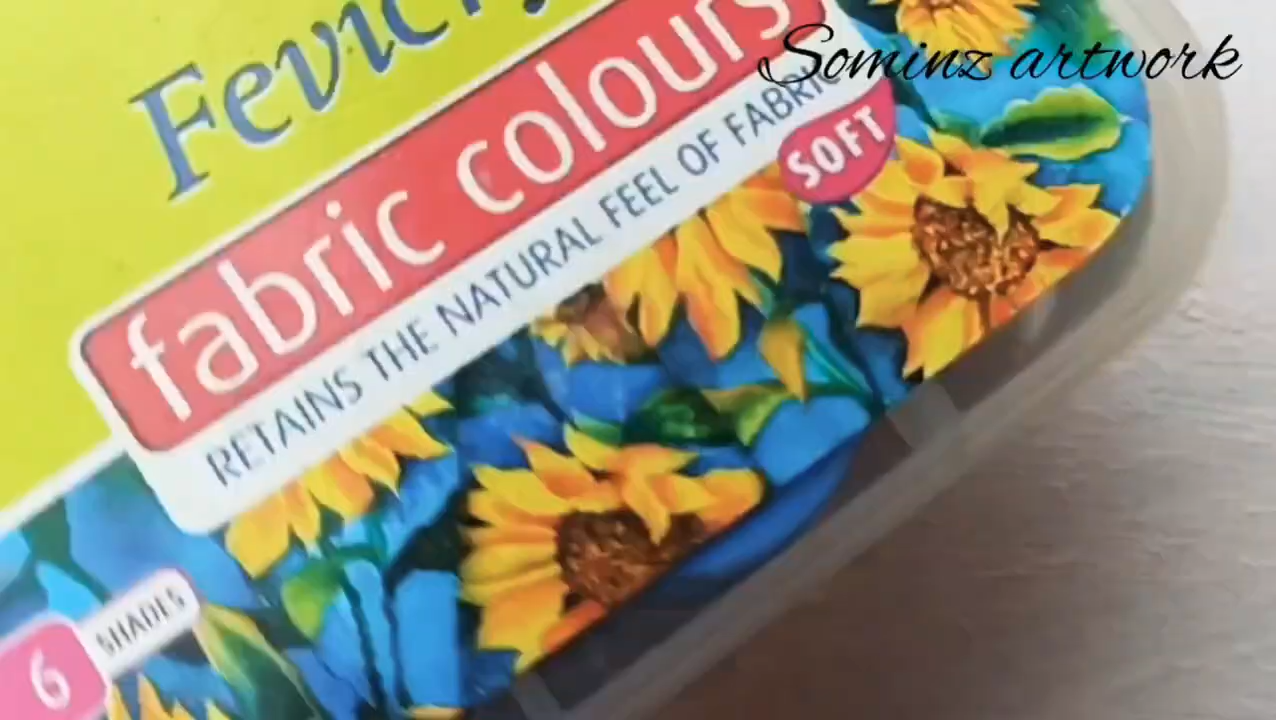 Sominz artwork
fabric colours
RETAINS THE NATURAL FEEL OF FABRIC
SOFT
6 SHADES